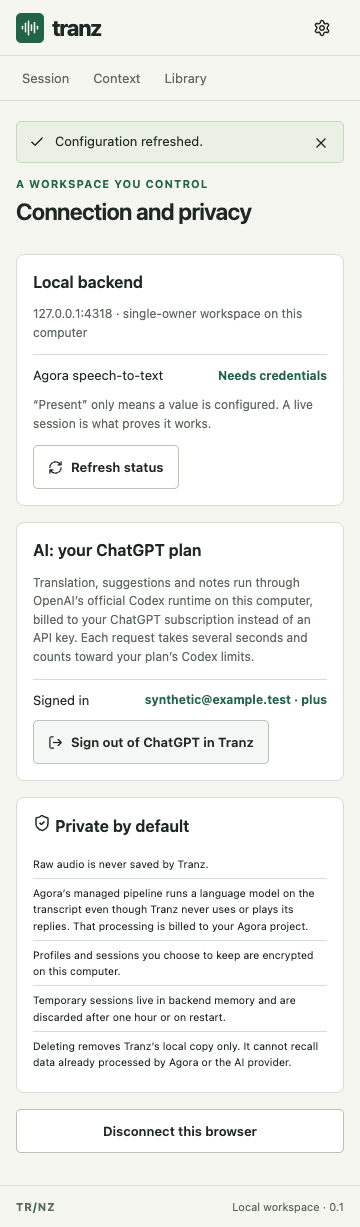 tranz
Session Context Library
Configuration refreshed.
A WORKSPACE YOU CONTROL
Connection and privacy
Local backend
127.0.0.1:4318 · single-owner workspace on this
computer
Agora speech-to-text Needs credentials
“Present” only means a value is configured. A live
session is what proves it works.
Refresh status
AI: your ChatGPT plan
Translation, suggestions and notes run through
OpenAI’s official Codex runtime on this computer,
billed to your ChatGPT subscription instead of an
API key. Each request takes several seconds and
counts toward your plan’s Codex limits.
Signed in synthetic@example.test · plus
Sign out of ChatGPT in Tranz
Private by default
Raw audio is never saved by Tranz.
Agora’s managed pipeline runs a language model on the
transcript even though Tranz never uses or plays its
replies. That processing is billed to your Agora project.
Profiles and sessions you choose to keep are encrypted
on this computer.
Temporary sessions live in backend memory and are
discarded after one hour or on restart.
Deleting removes Tranz’s local copy only. It cannot recall
data already processed by Agora or the AI provider.
Disconnect this browser
TR/NZ Local workspace · 0.1